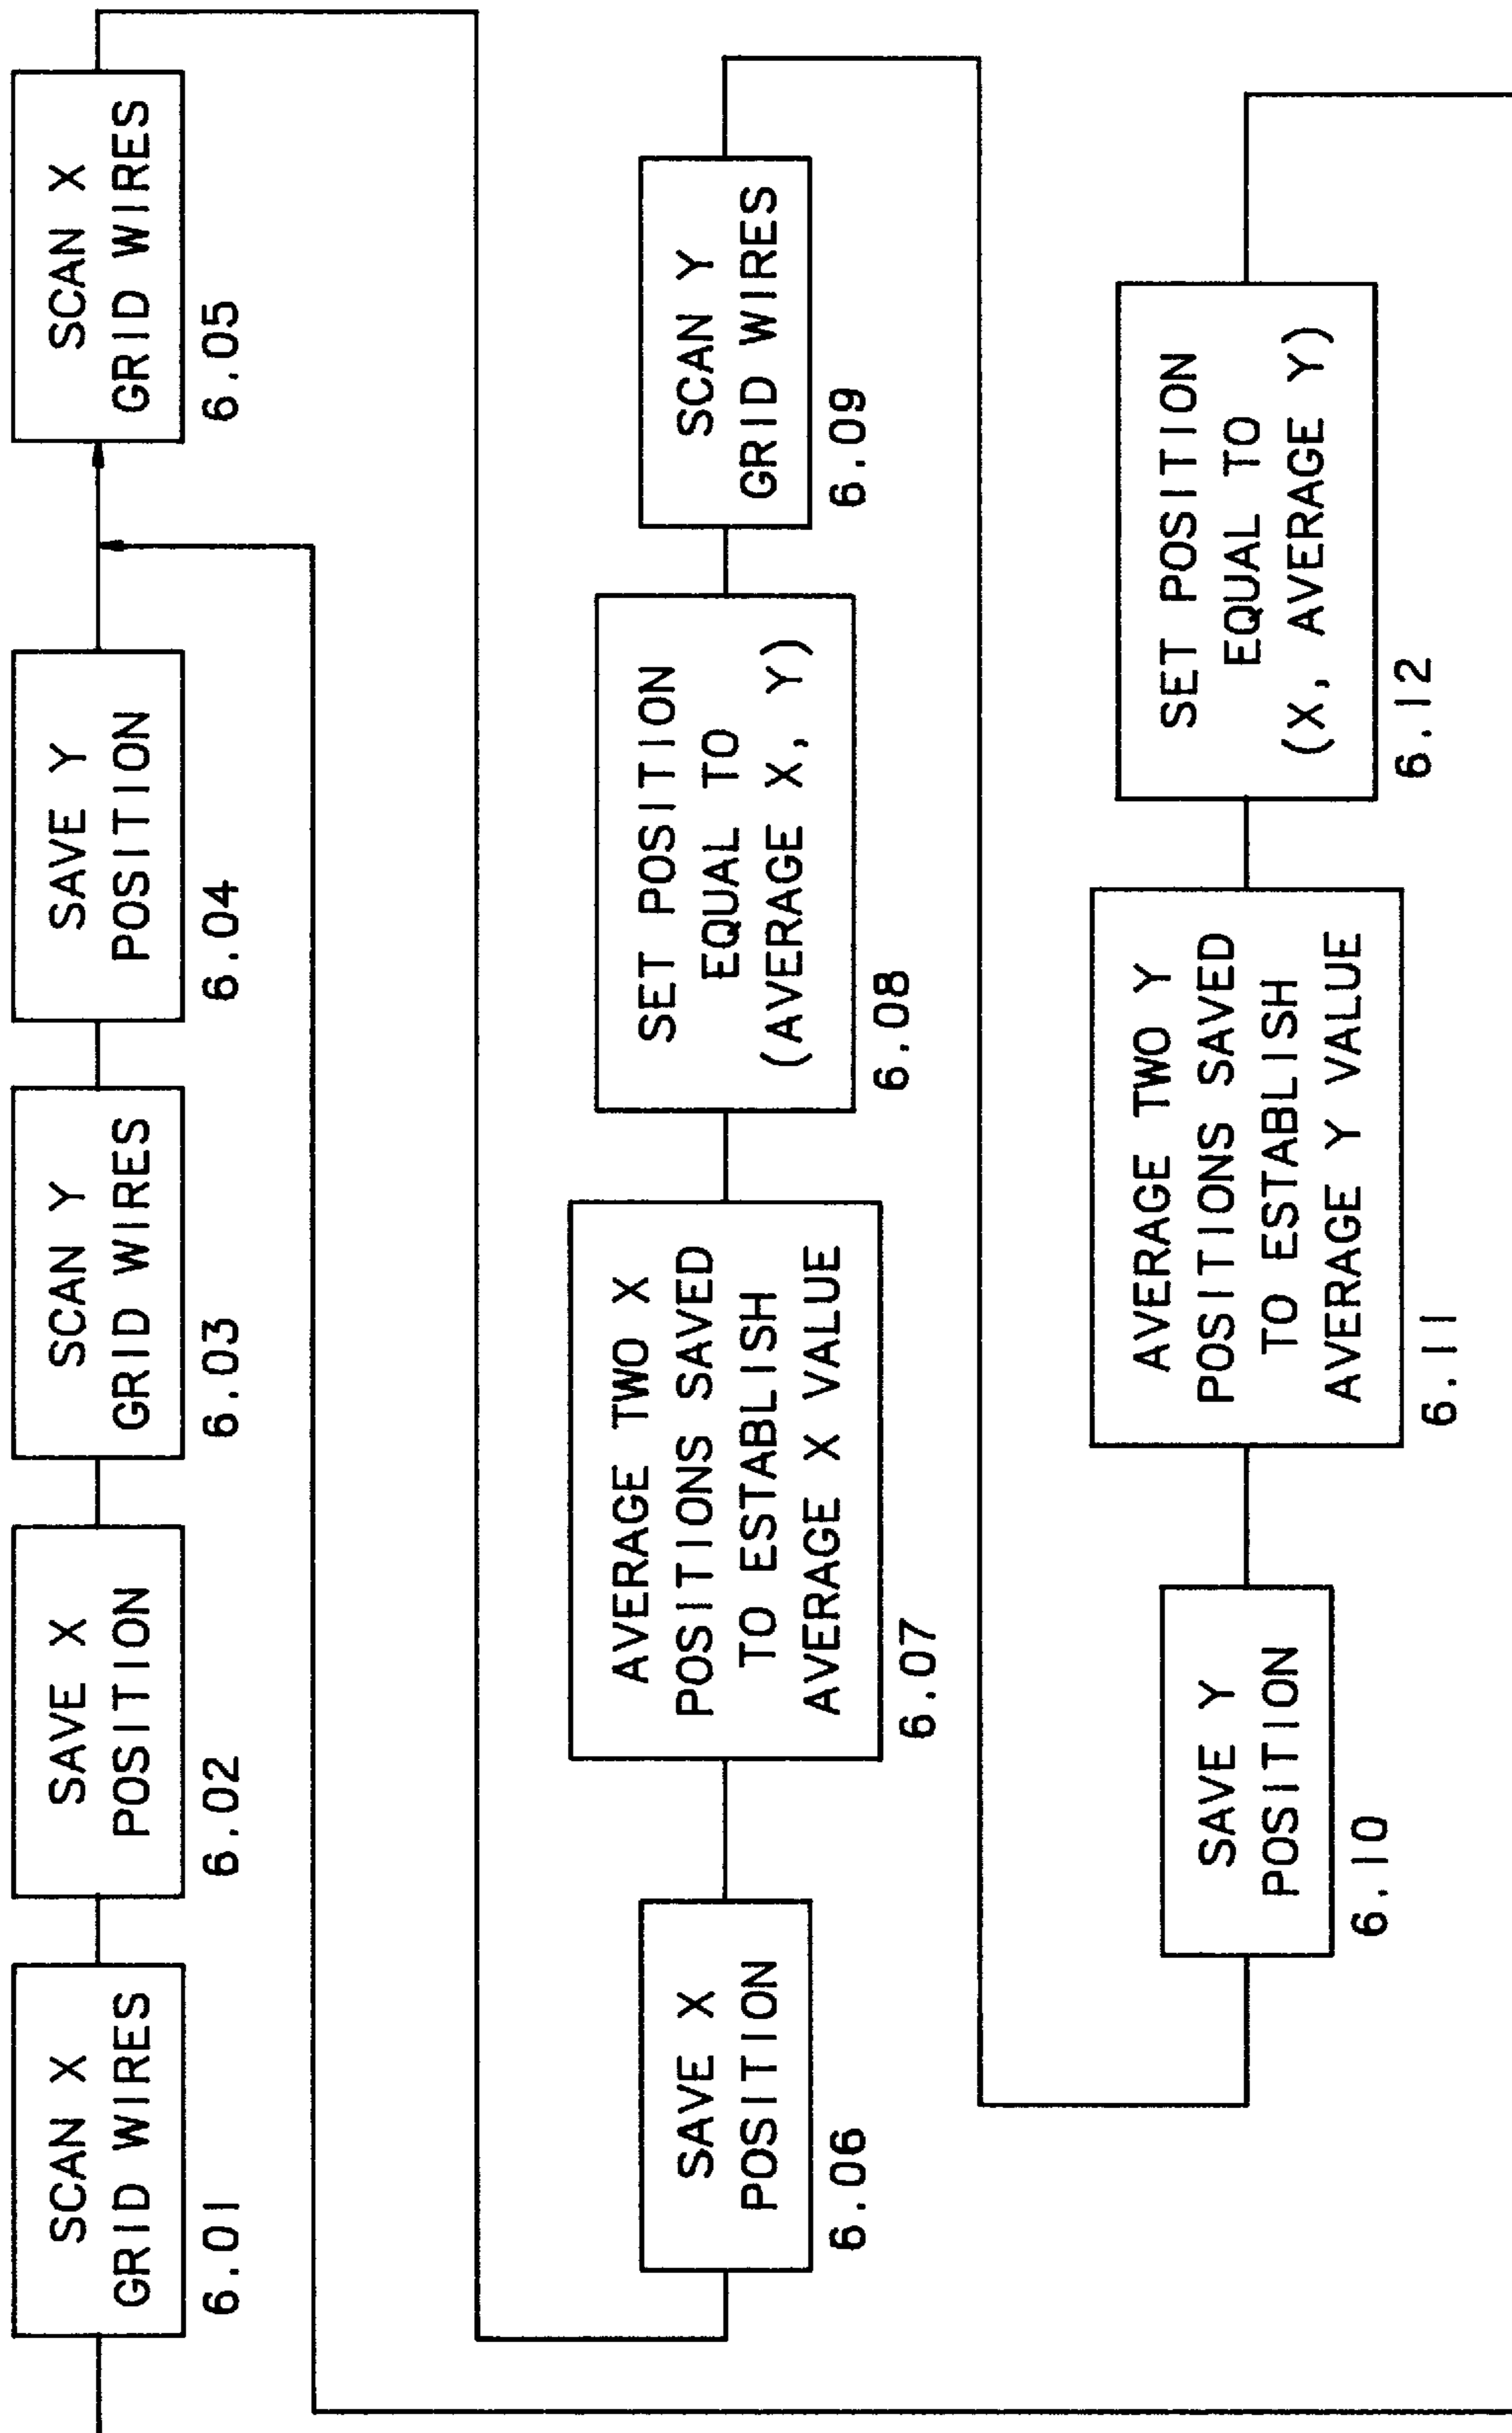 SCAN X
GRID WIRES
6.01
SAVE X
POSITION
6.02
SCAN Y
GRID WIRES
6.03
SAVE Y
POSITION
6.04
SCAN X
GRID WIRES
6.05
SAVE X
POSITION
6.06
AVERAGE TWO X
POSITIONS SAVED
TO ESTABLISH
AVERAGE X VALUE
6.07
SET POSITION
EQUAL TO
(AVERAGE X, Y)
6.08
SCAN Y
GRID WIRES
6.09
SAVE Y
POSITION
6.10
AVERAGE TWO Y
POSITIONS SAVED
TO ESTABLISH
AVERAGE Y VALUE
6.11
SET POSITION
EQUAL TO
(X, AVERAGE Y)
6.12